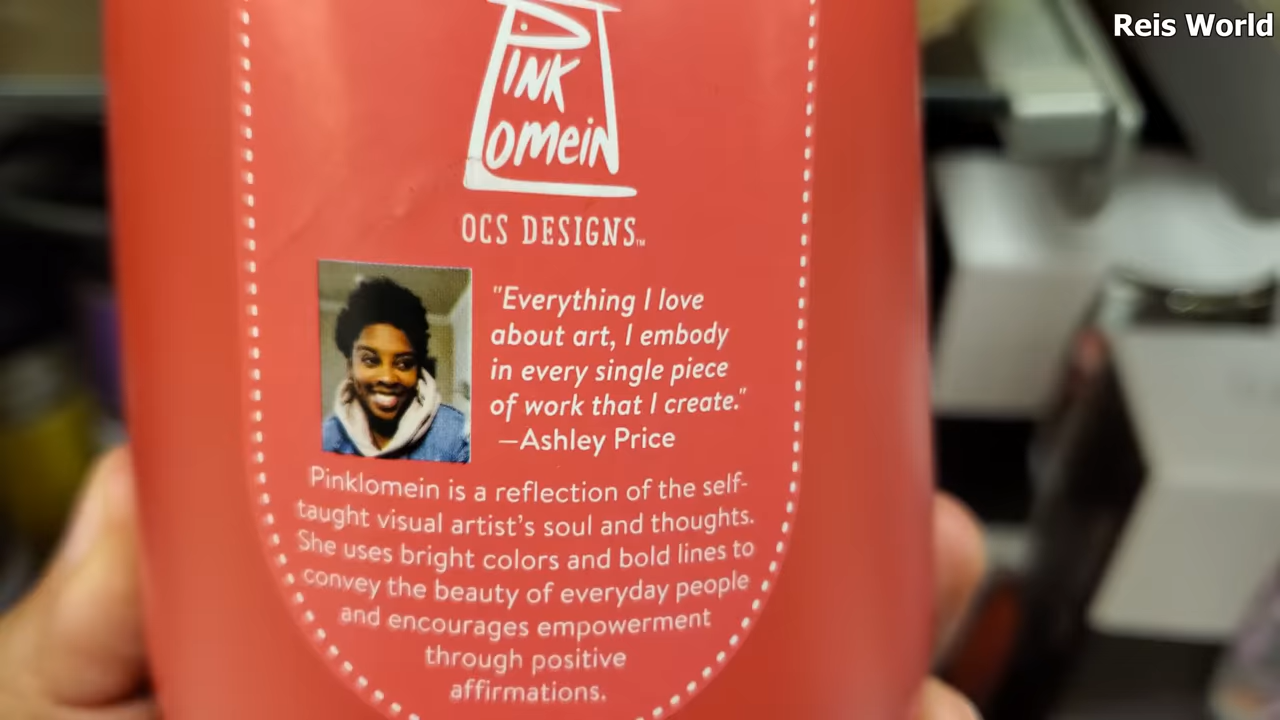 Reis World
Pink
Lomein
OCS DESIGNS™
"Everything I love
about art, I embody
in every single piece
of work that I create."
—Ashley Price
Pinklomein is a reflection of the self-
taught visual artist's soul and thoughts.
She uses bright colors and bold lines to
convey the beauty of everyday people
and encourages empowerment
through positive
affirmations.